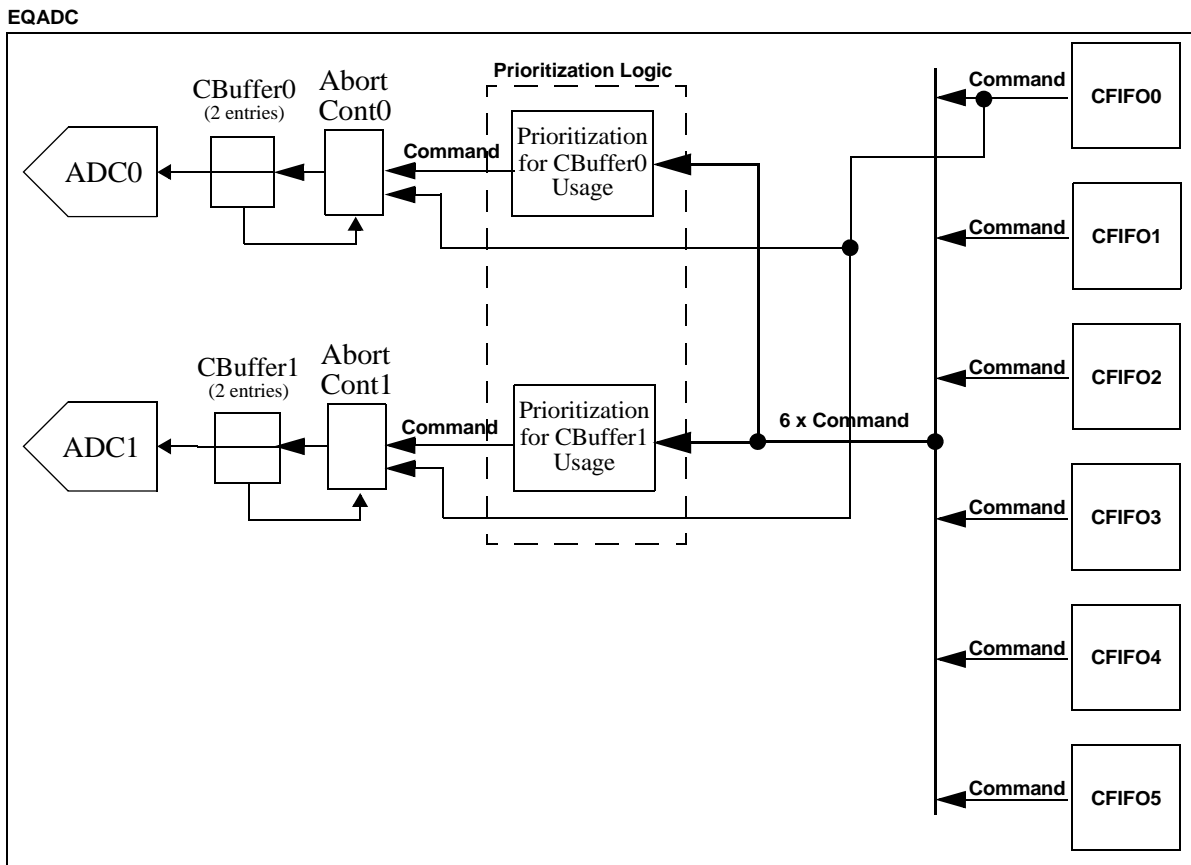 EQADC
CBuffer0
(2 entries)
Abort
Cont0
Prioritization Logic
Command
CFIFO0
ADC0
Command
Prioritization
for CBuffer0
Usage
Command
CFIFO1
CBuffer1
(2 entries)
Abort
Cont1
Command
CFIFO2
ADC1
Command
Prioritization
for CBuffer1
Usage
6 x Command
Command
CFIFO3
Command
CFIFO4
Command
CFIFO5